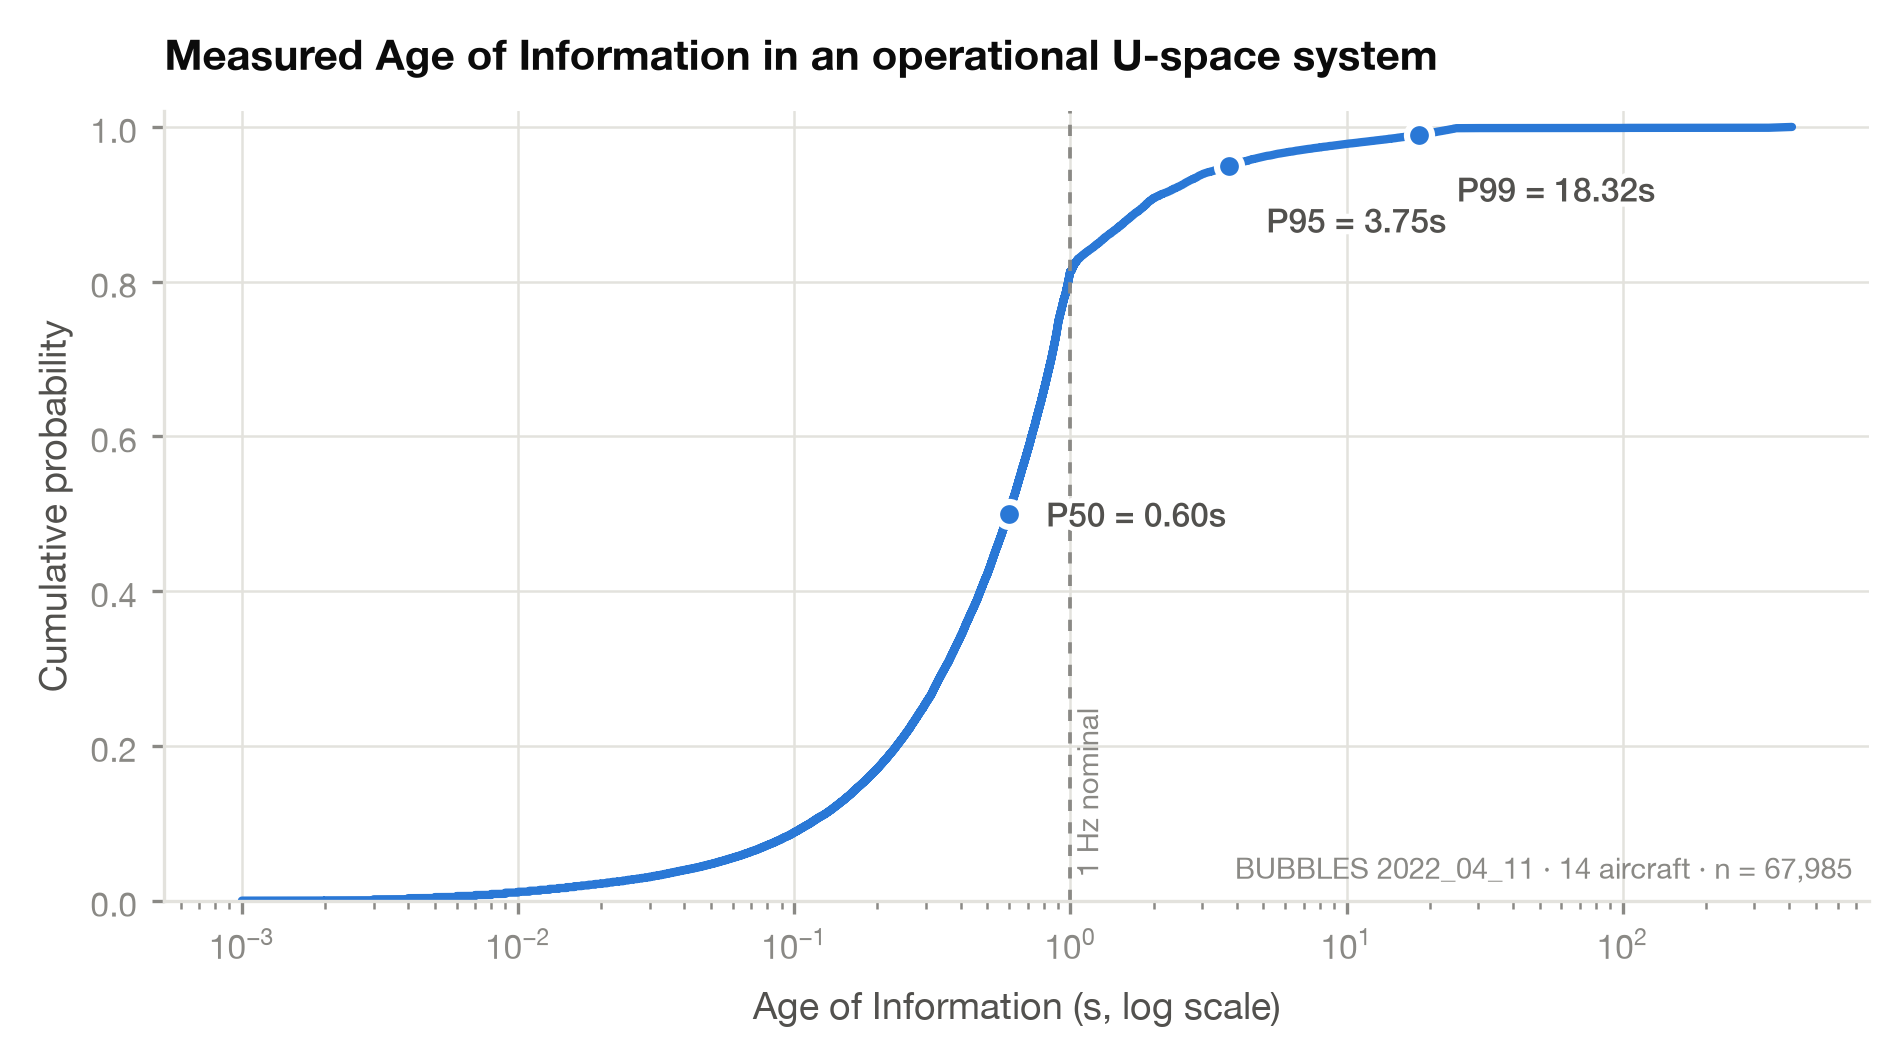 Measured Age of Information in an operational U-space system
Cumulative probability
1.0
0.8
0.6
0.4
0.2
0.0
P99 = 18.32s
P95 = 3.75s
P50 = 0.60s
1 Hz nominal
BUBBLES 2022_04_11 · 14 aircraft · n = 67,985
10⁻³ 10⁻² 10⁻¹ 10⁰ 10¹ 10²
Age of Information (s, log scale)